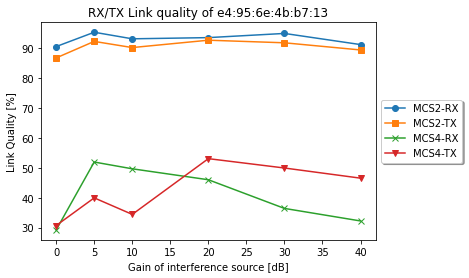 RX/TX Link quality of e4:95:6e:4b:b7:13
Link Quality [%]
90
80
70
60
50
40
30
0 5 10 15 20 25 30 35 40
Gain of interference source [dB]
MCS2-RX
MCS2-TX
MCS4-RX
MCS4-TX